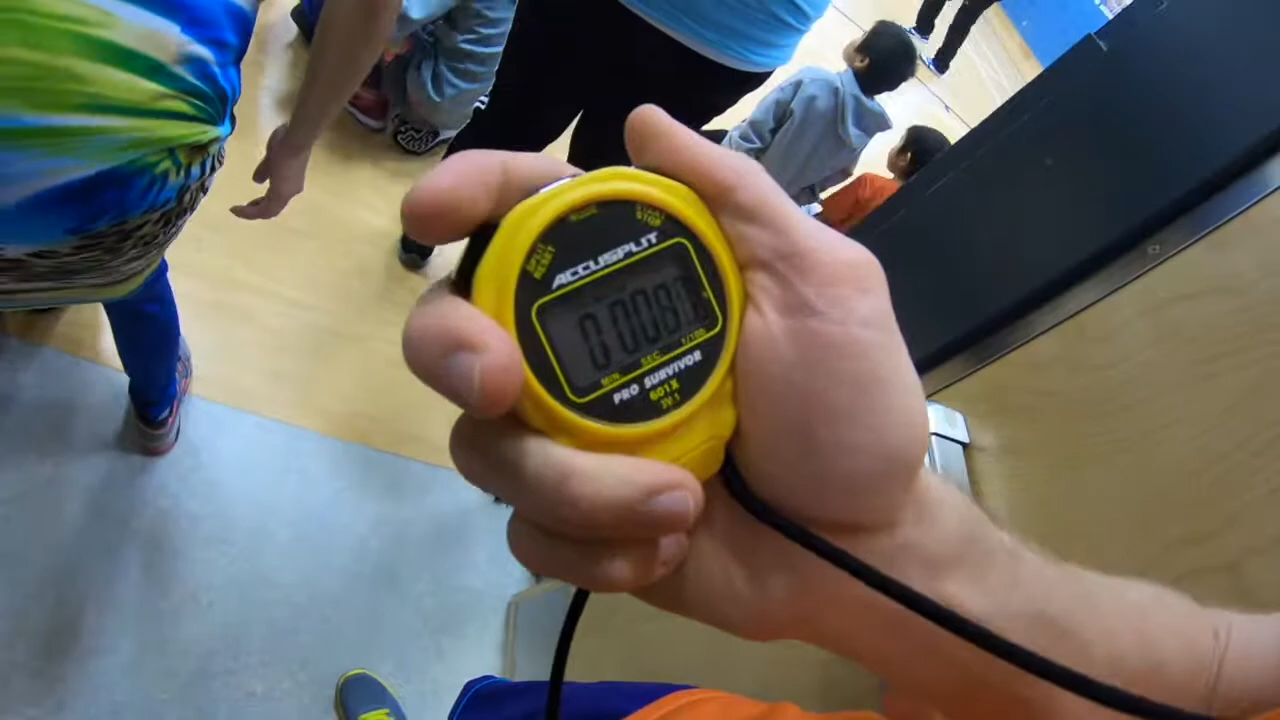 START
STOP
SPLIT
RESET
ACCUSPLIT
MIN SEC 1/100
PRO SURVIVOR
601X